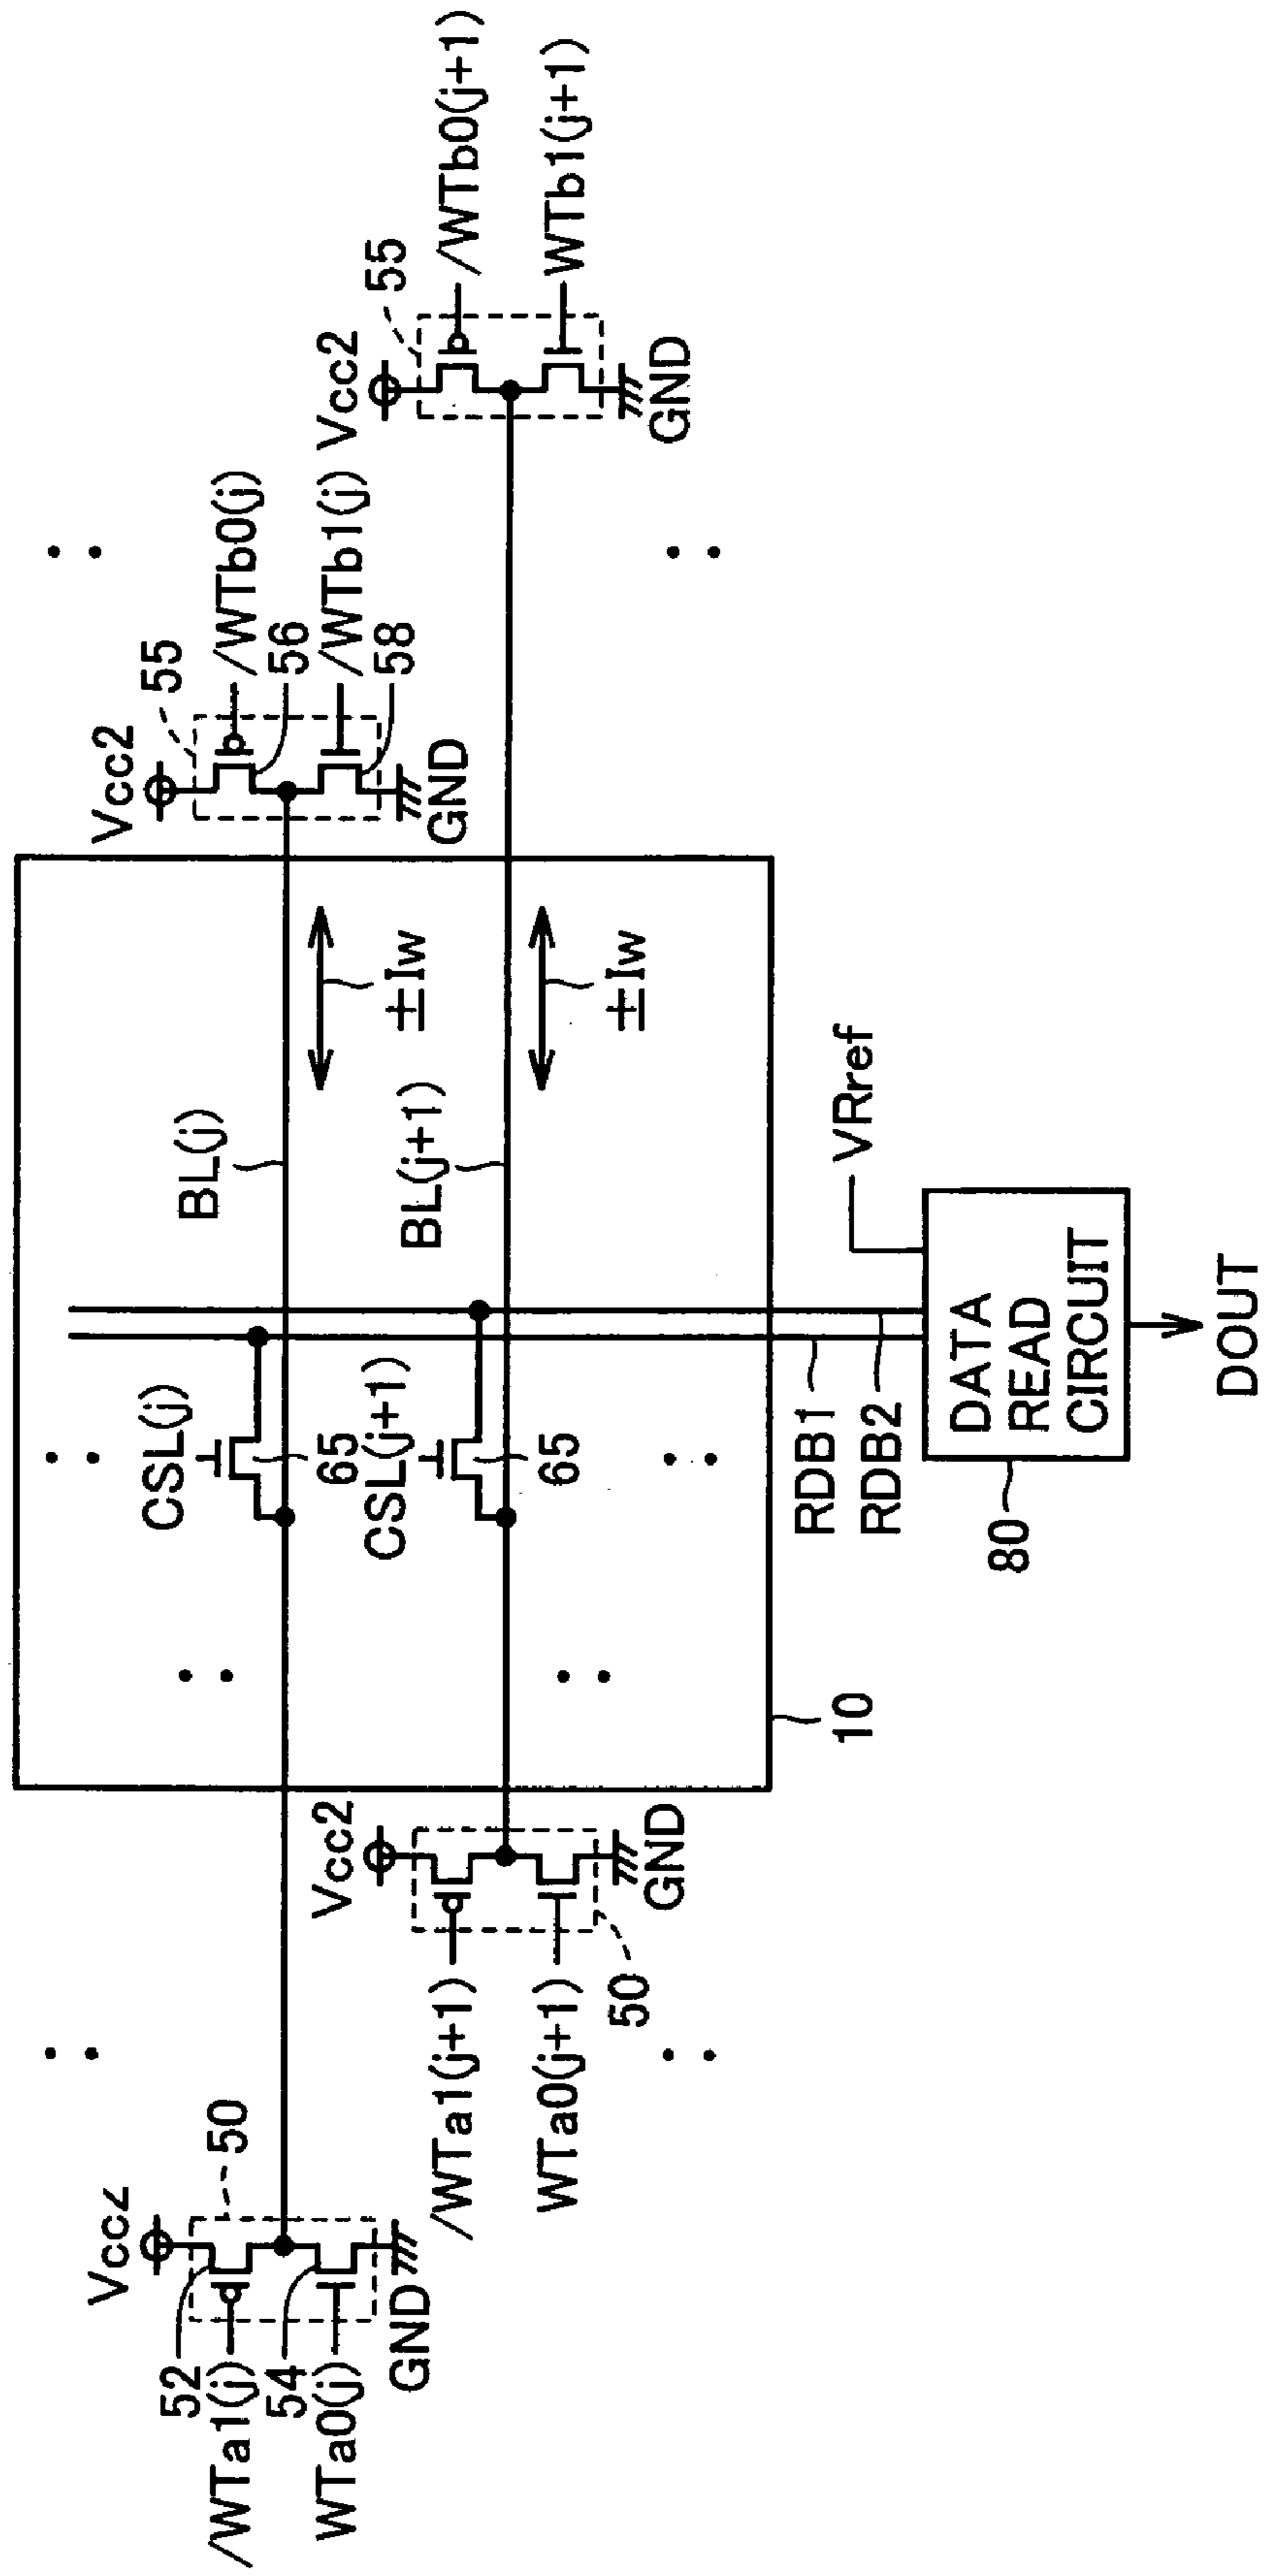 /WTb0(j+1)
WTb1(j+1)
55
Vcc2
GND
/WTb0(j)
56
/WTb1(j)
58
55
Vcc2
GND
BL(j)
±Iw
BL(j+1)
±Iw
CSL(j)
65
CSL(j+1)
65
VRref
DATA
READ
CIRCUIT
DOUT
RDB1
RDB2
80
10
Vcc2
GND
/WTa1(j+1)
WTa0(j+1)
50
50
Vcc2
52
/WTa1(j)
54
WTa0(j)
GND